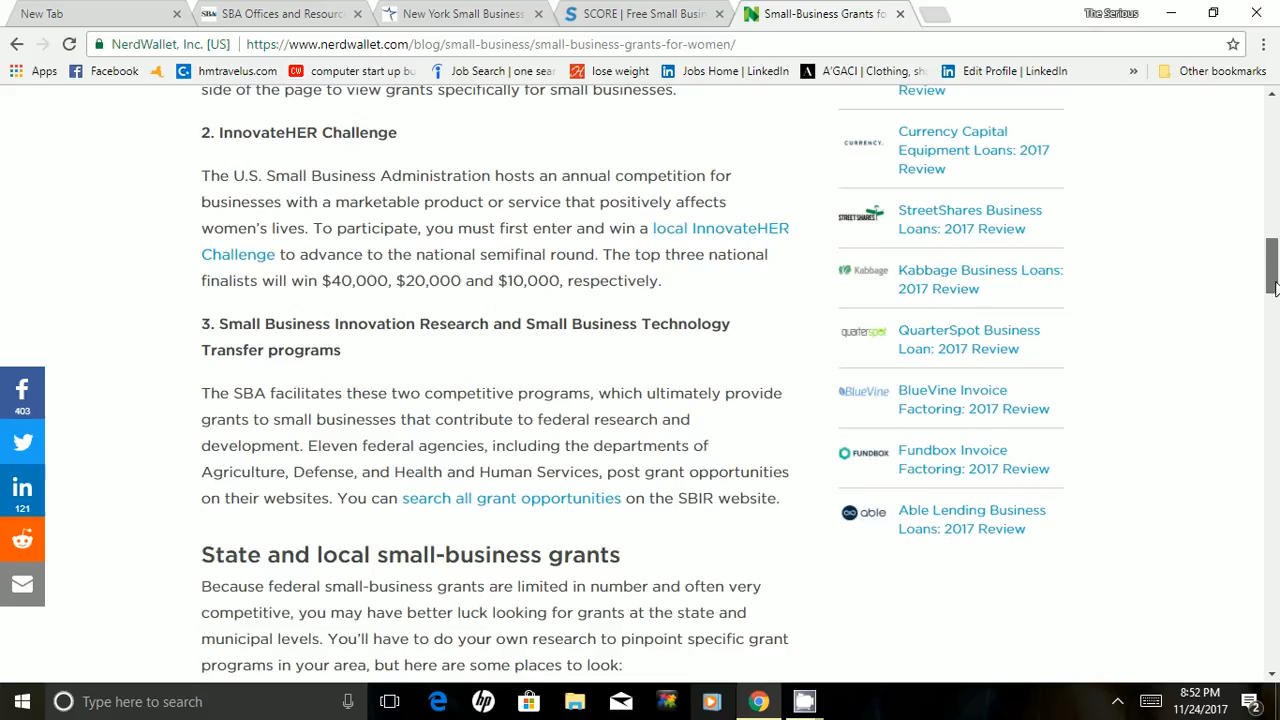 New Tab
SBA Offices and Resourc
New York Small Business
SCORE | Free Small Busin
Small-Business Grants fo
The Serious
NerdWallet, Inc. [US]
https://www.nerdwallet.com/blog/small-business/small-business-grants-for-women/
Apps
Facebook
hmtravelus.com
CW
computer start up bu
Job Search | one sear
lose weight
Jobs Home | LinkedIn
A'GACI | Clothing, sh
Edit Profile | LinkedIn
Other bookmarks
side of the page to view grants specifically for small businesses.
2. InnovateHER Challenge
The U.S. Small Business Administration hosts an annual competition for
businesses with a marketable product or service that positively affects
women's lives. To participate, you must first enter and win a local InnovateHER
Challenge to advance to the national semifinal round. The top three national
finalists will win $40,000, $20,000 and $10,000, respectively.
3. Small Business Innovation Research and Small Business Technology
Transfer programs
The SBA facilitates these two competitive programs, which ultimately provide
grants to small businesses that contribute to federal research and
development. Eleven federal agencies, including the departments of
Agriculture, Defense, and Health and Human Services, post grant opportunities
on their websites. You can search all grant opportunities on the SBIR website.
State and local small-business grants
Because federal small-business grants are limited in number and often very
competitive, you may have better luck looking for grants at the state and
municipal levels. You'll have to do your own research to pinpoint specific grant
programs in your area, but here are some places to look:
Review
CURRENCY.
Currency Capital
Equipment Loans: 2017
Review
STREETSHARES
StreetShares Business
Loans: 2017 Review
Kabbage
Kabbage Business Loans:
2017 Review
quarterspot
QuarterSpot Business
Loan: 2017 Review
BlueVine
BlueVine Invoice
Factoring: 2017 Review
FUNDBOX
Fundbox Invoice
Factoring: 2017 Review
able
Able Lending Business
Loans: 2017 Review
403
121
Type here to search
8:52 PM
11/24/2017
2